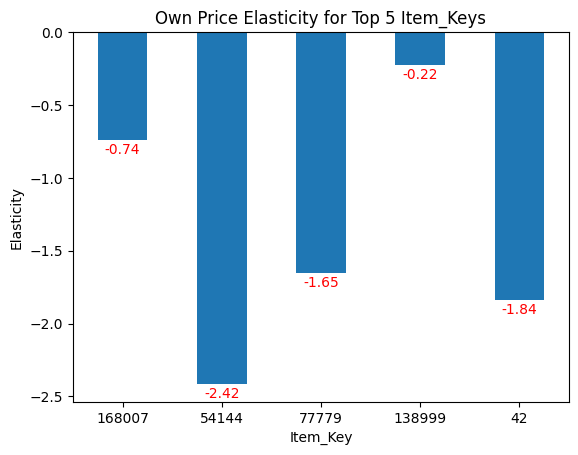 Own Price Elasticity for Top 5 Item_Keys
0.0
−0.5
−1.0
−1.5
−2.0
−2.5
Elasticity
-0.74
-2.42
-1.65
-0.22
-1.84
168007 54144 77779 138999 42
Item_Key